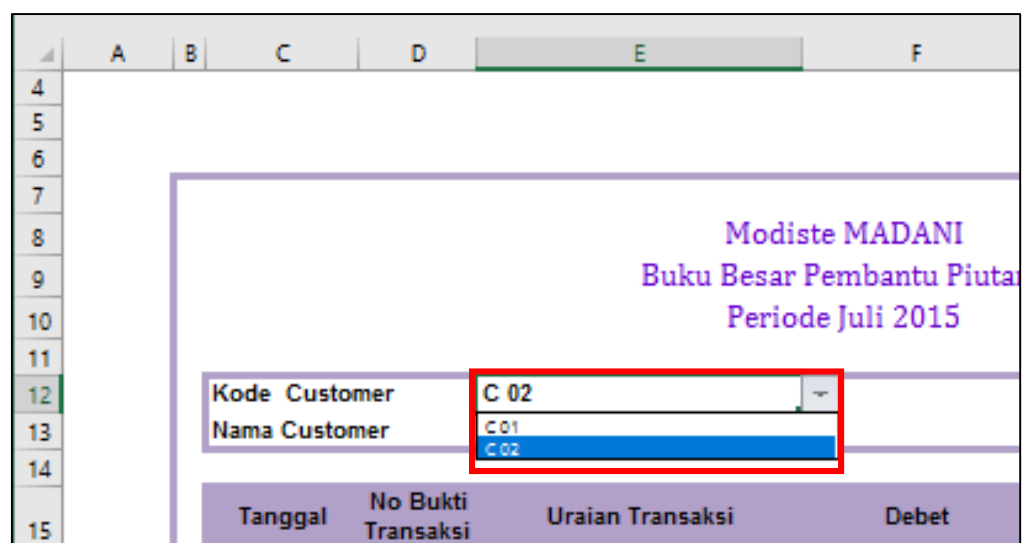 A B C D E F
4
5
6
7
8 Modiste MADANI
9 Buku Besar Pembantu
10 Periode Juli 2015
11
12 Kode Customer C 02
13 Nama Customer C 01
C 02
14
15 Tanggal No Bukti Transaksi Uraian Transaksi Debet